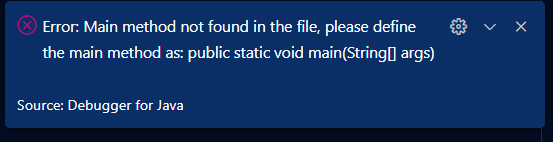 Error: Main method not found in the file, please define
the main method as: public static void main(String[] args)
Source: Debugger for Java